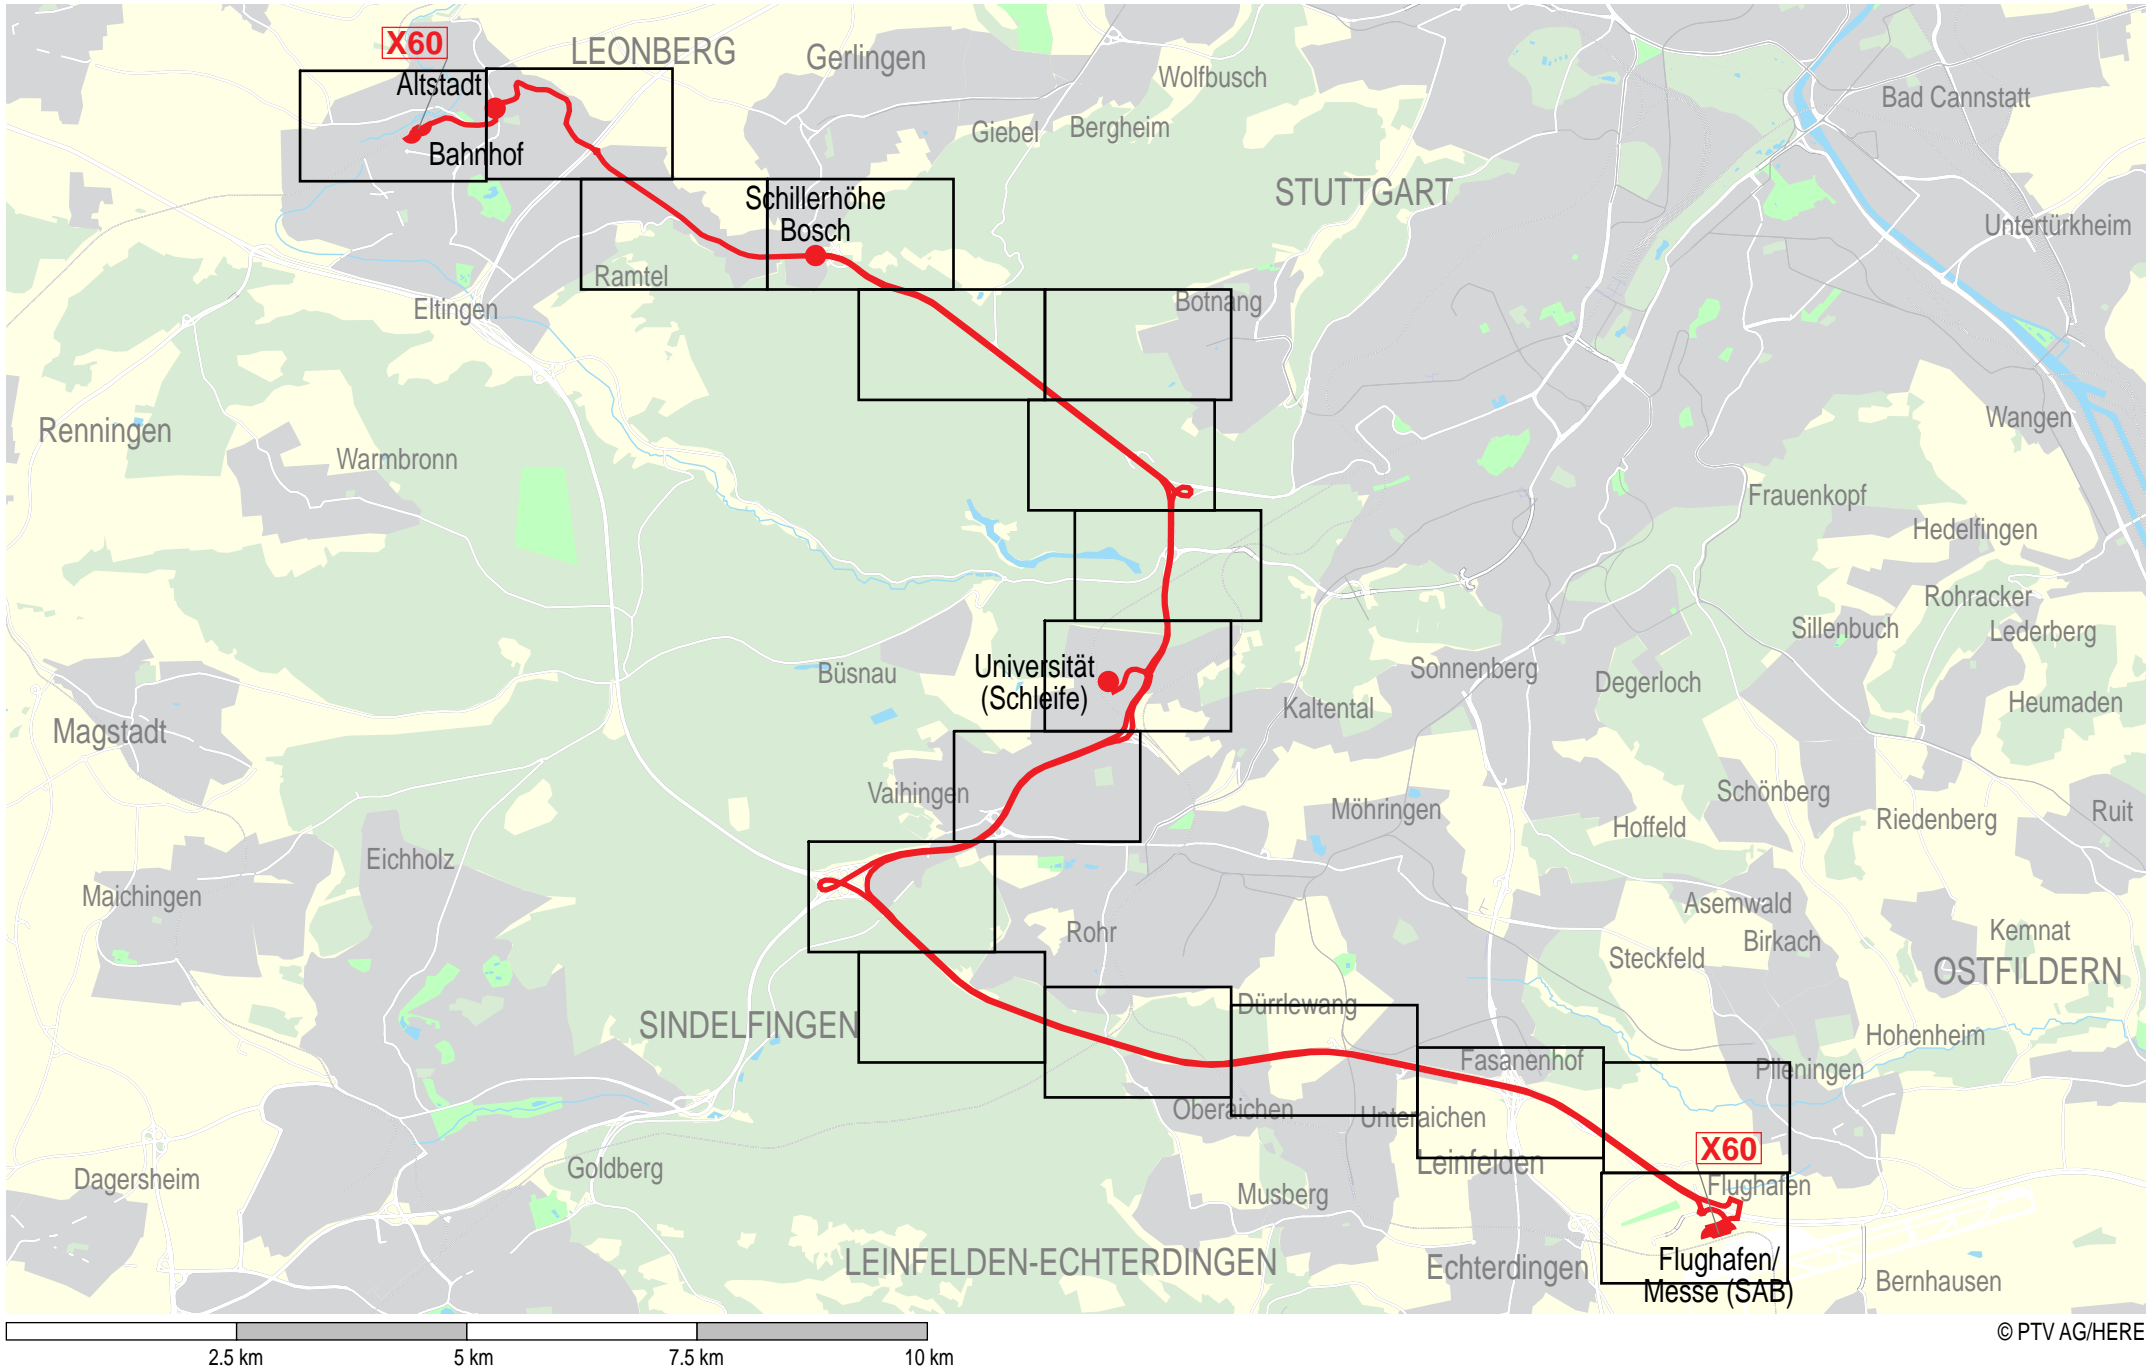 X60
LEONBERG
Gerlingen
Wolfbusch
Altstadt
Bad Cannstatt
Giebel
Bergheim
Bahnhof
STUTTGART
Schillerhöhe
Bosch
Untertürkheim
Ramtel
Eltingen
Botnang
Renningen
Wangen
Warmbronn
Frauenkopf
Hedelfingen
Rohracker
Sillenbuch
Lederberg
Universität
(Schleife)
Büsnau
Sonnenberg
Degerloch
Kaltental
Heumaden
Magstadt
Vaihingen
Möhringen
Schönberg
Hoffeld
Riedenberg
Ruit
Eichholz
Maichingen
Asemwald
Rohr
Birkach
Kemnat
Steckfeld
OSTFILDERN
Dürrlewang
SINDELFINGEN
Hohenheim
Fasanenhof
Plieningen
Oberaichen
Unteraichen
X60
Leinfelden
Goldberg
Dagersheim
Musberg
Flughafen
LEINFELDEN-ECHTERDINGEN
Echterdingen
Flughafen/
Messe (SAB)
Bernhausen
© PTV AG/HERE
2.5 km
5 km
7.5 km
10 km